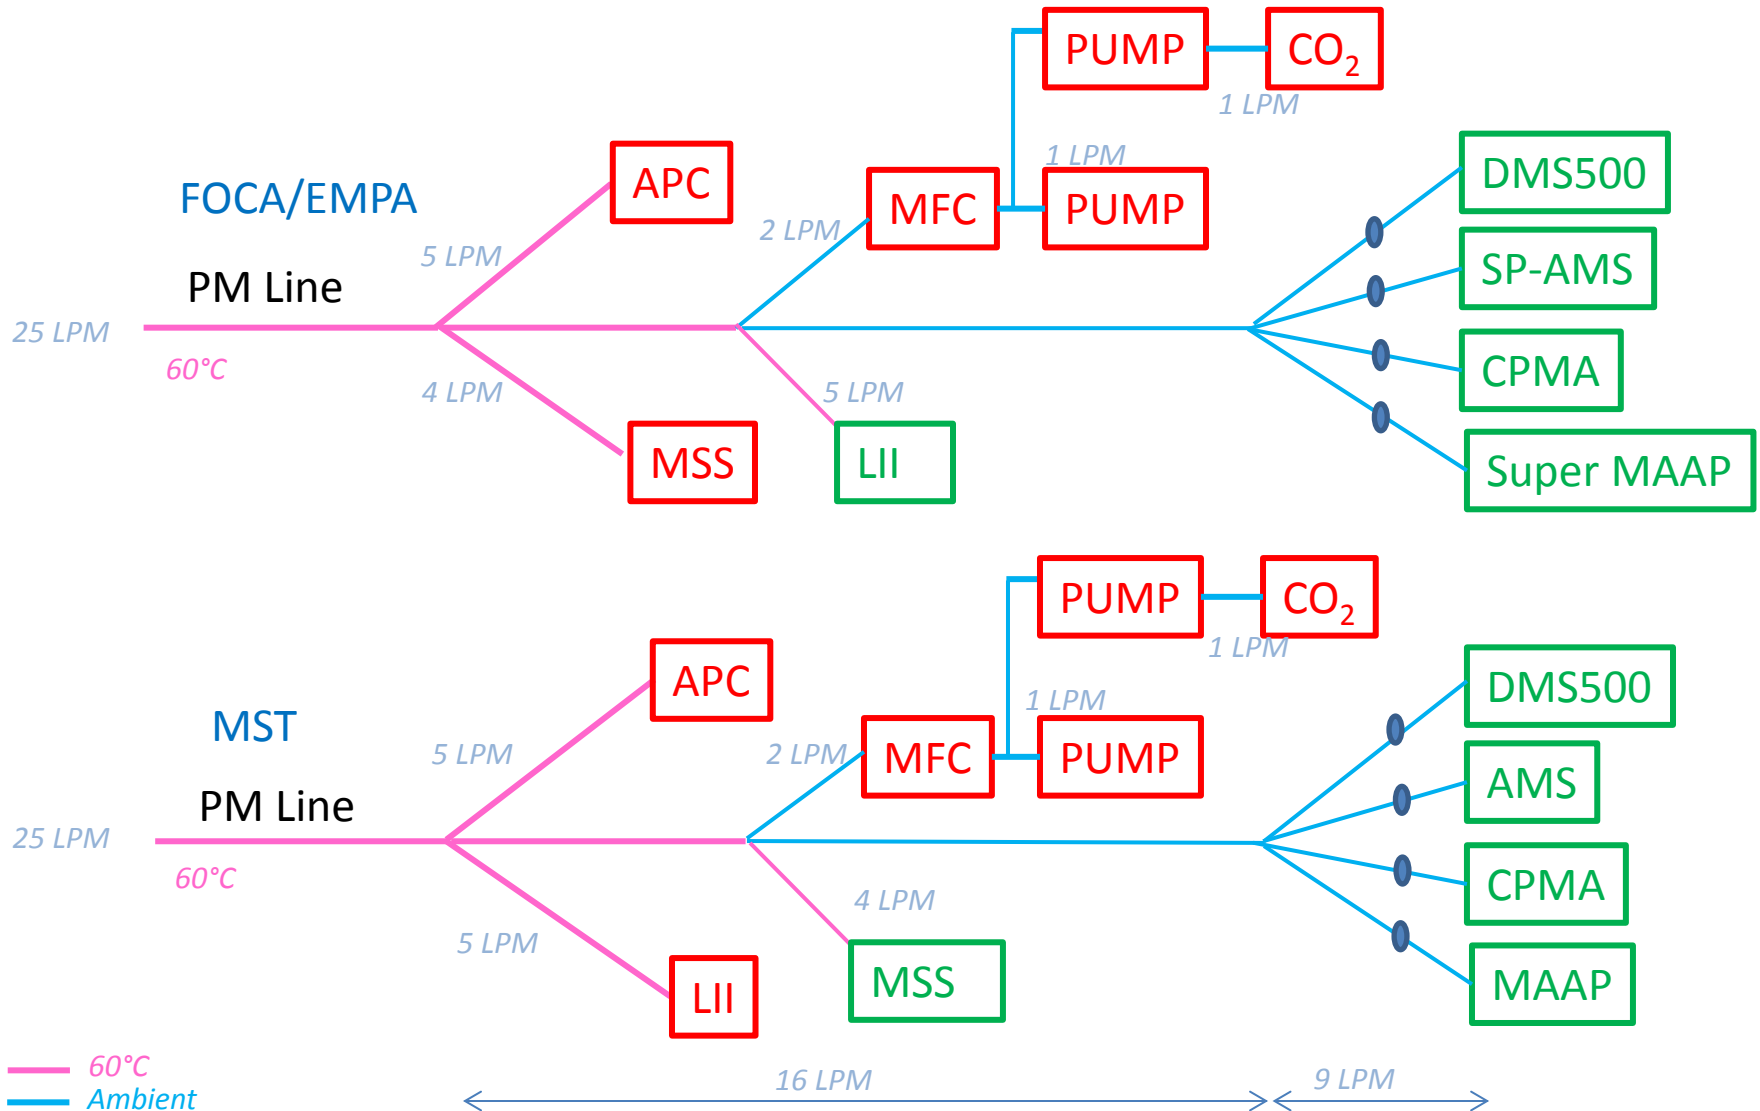 PUMP
CO2
1 LPM
1 LPM
APC
DMS500
FOCA/EMPA
MFC
PUMP
2 LPM
5 LPM
SP-AMS
PM Line
25 LPM
60°C
4 LPM
5 LPM
CPMA
MSS
LII
Super MAAP
PUMP
CO2
1 LPM
APC
DMS500
1 LPM
MST
5 LPM
2 LPM
MFC
PUMP
AMS
PM Line
25 LPM
60°C
4 LPM
CPMA
5 LPM
MSS
MAAP
LII
60°C
16 LPM
9 LPM
Ambient